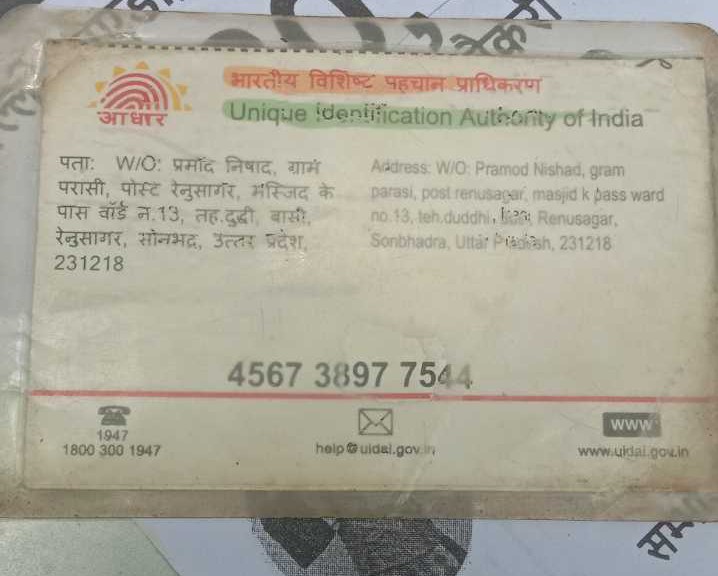 आधार
भारतीय विशिष्ट पहचान प्राधिकरण
Unique Identification Authority of India
पता: W/O: प्रमोद निषाद, ग्राम
परासी, पोस्ट रेनुसागर, मस्जिद के
पास वॉर्ड न.13, तह.दुद्धी, बासी,
रेनुसागर, सोनभद्र, उत्तर प्रदेश,
231218
Address: W/O: Pramod Nishad, gram
parasi, post renusagar, masjid k pass ward
no.13, teh.duddhi, Renusagar,
Sonbhadra, Uttar Pradesh, 231218
4567 3897 7544
1947
1800 300 1947
help@uidai.gov.in
www
www.uidai.gov.in